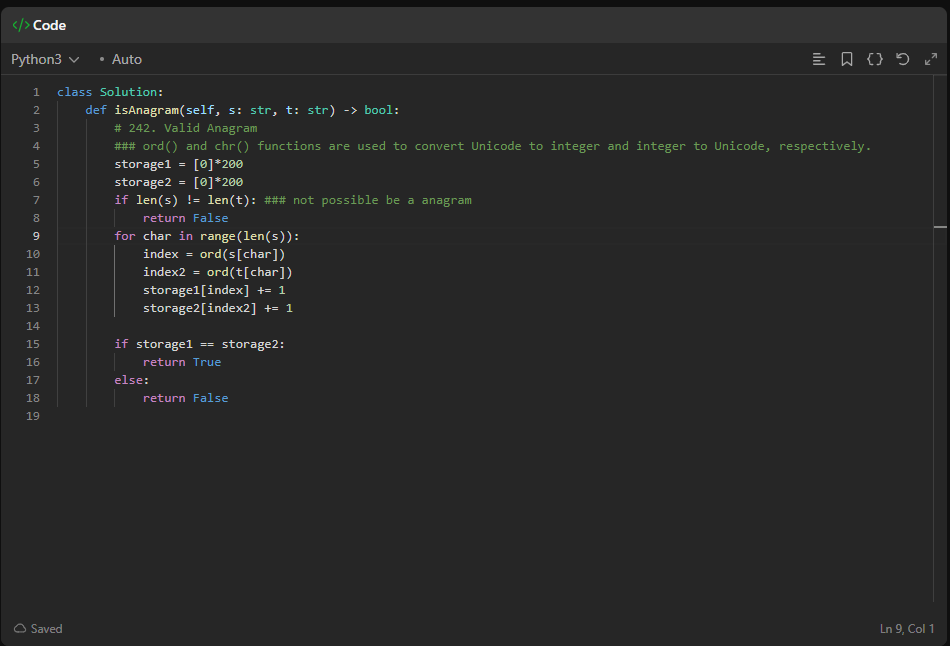 </> Code
Python3 • Auto
1 class Solution:
2     def isAnagram(self, s: str, t: str) -> bool:
3         # 242. Valid Anagram
4         ### ord() and chr() functions are used to convert Unicode to integer and integer to Unicode, respectively.
5         storage1 = [0]*200
6         storage2 = [0]*200
7         if len(s) != len(t): ### not possible be a anagram
8             return False
9         for char in range(len(s)):
10             index = ord(s[char])
11             index2 = ord(t[char])
12             storage1[index] += 1
13             storage2[index2] += 1
14
15         if storage1 == storage2:
16             return True
17         else:
18             return False
19
Saved
Ln 9, Col 1